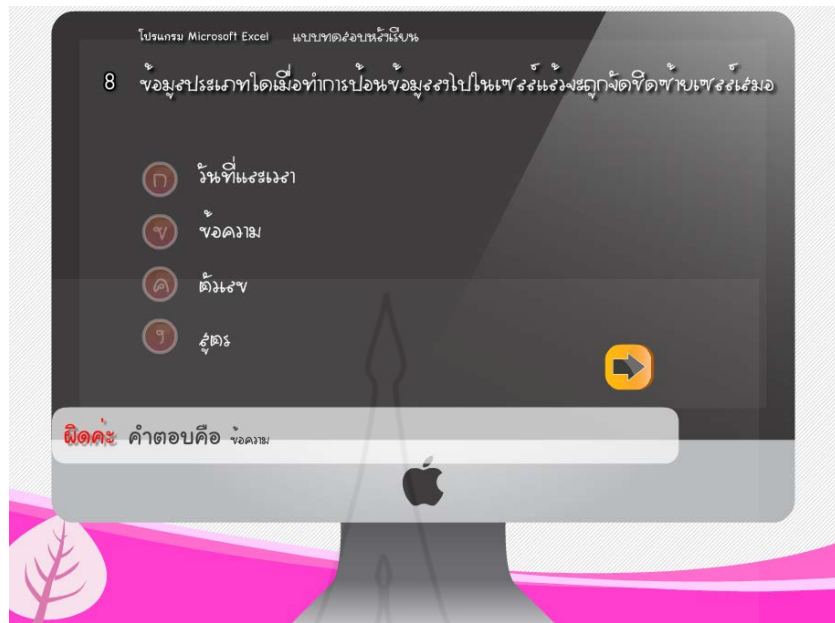 โปรแกรม Microsoft Excel แบบทดสอบหลังเรียน
8 ข้อมูลประเภทใดเมื่อทำการป้อนข้อมูลลงไปในเซลล์แล้วจะถูกจัดชิดซ้ายเซลล์เสมอ
ก วันที่และเวลา
ข ข้อความ
ค ตัวเลข
ง สูตร
ผิดค่ะ คำตอบคือ ข้อความ